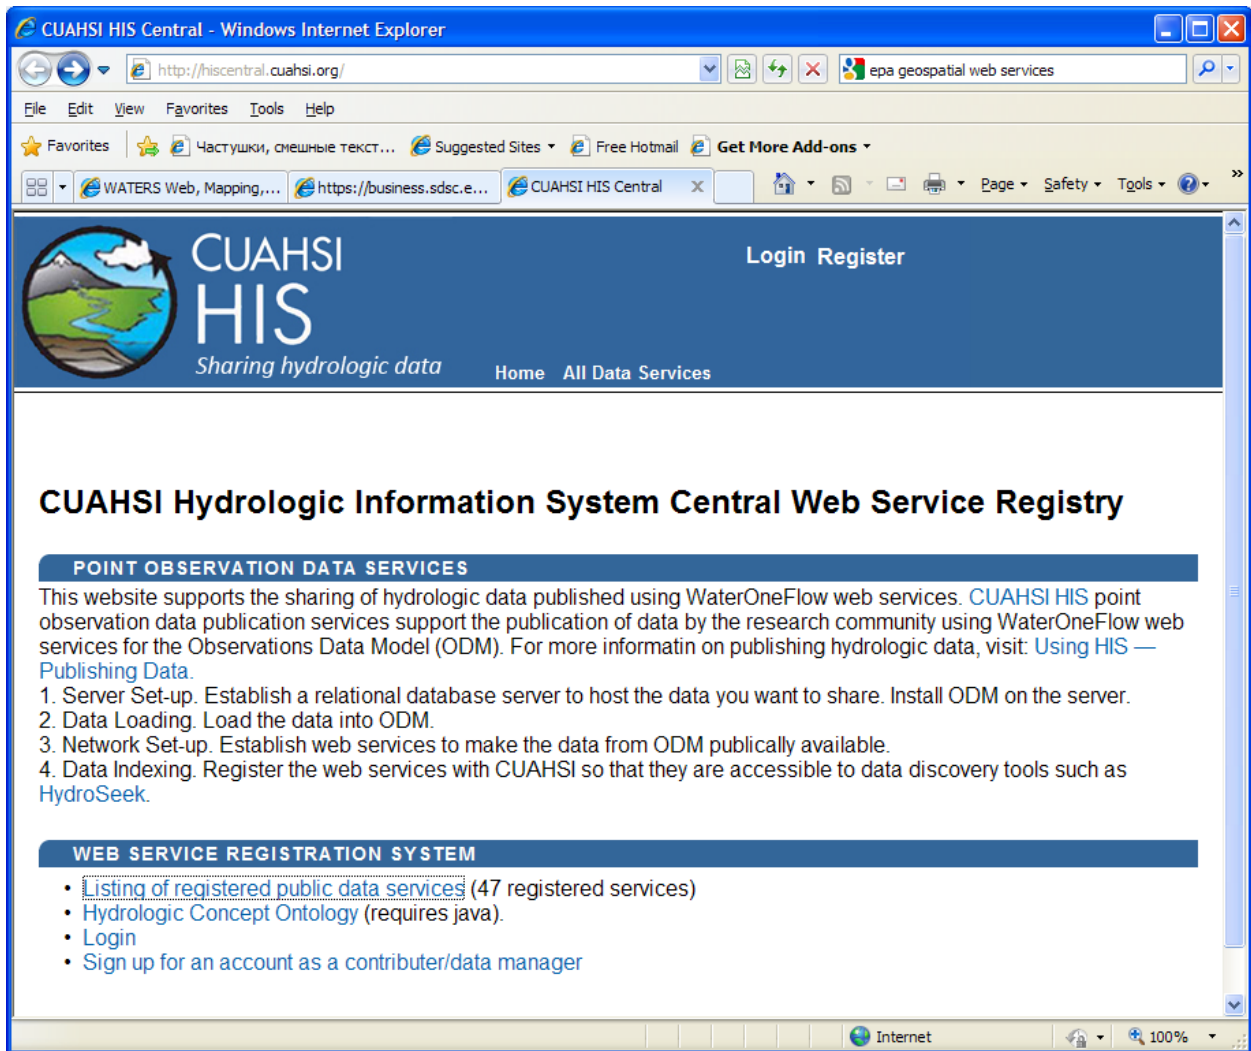 CUAHSI HIS Central - Windows Internet Explorer
http://hiscentral.cuahsi.org/
epa geospatial web services
File Edit View Favorites Tools Help
Favorites Частушки, смешные текст... Suggested Sites Free Hotmail Get More Add-ons
WATERS Web, Mapping,... https://business.sdsc.e... CUAHSI HIS Central x Page Safety Tools »
CUAHSI
HIS
Sharing hydrologic data
Login Register
Home All Data Services
CUAHSI Hydrologic Information System Central Web Service Registry
POINT OBSERVATION DATA SERVICES
This website supports the sharing of hydrologic data published using WaterOneFlow web services. CUAHSI HIS point
observation data publication services support the publication of data by the research community using WaterOneFlow web
services for the Observations Data Model (ODM). For more informatin on publishing hydrologic data, visit: Using HIS —
Publishing Data.
1. Server Set-up. Establish a relational database server to host the data you want to share. Install ODM on the server.
2. Data Loading. Load the data into ODM.
3. Network Set-up. Establish web services to make the data from ODM publically available.
4. Data Indexing. Register the web services with CUAHSI so that they are accessible to data discovery tools such as
HydroSeek.
WEB SERVICE REGISTRATION SYSTEM
• Listing of registered public data services (47 registered services)
• Hydrologic Concept Ontology (requires java).
• Login
• Sign up for an account as a contributer/data manager
Internet 100%